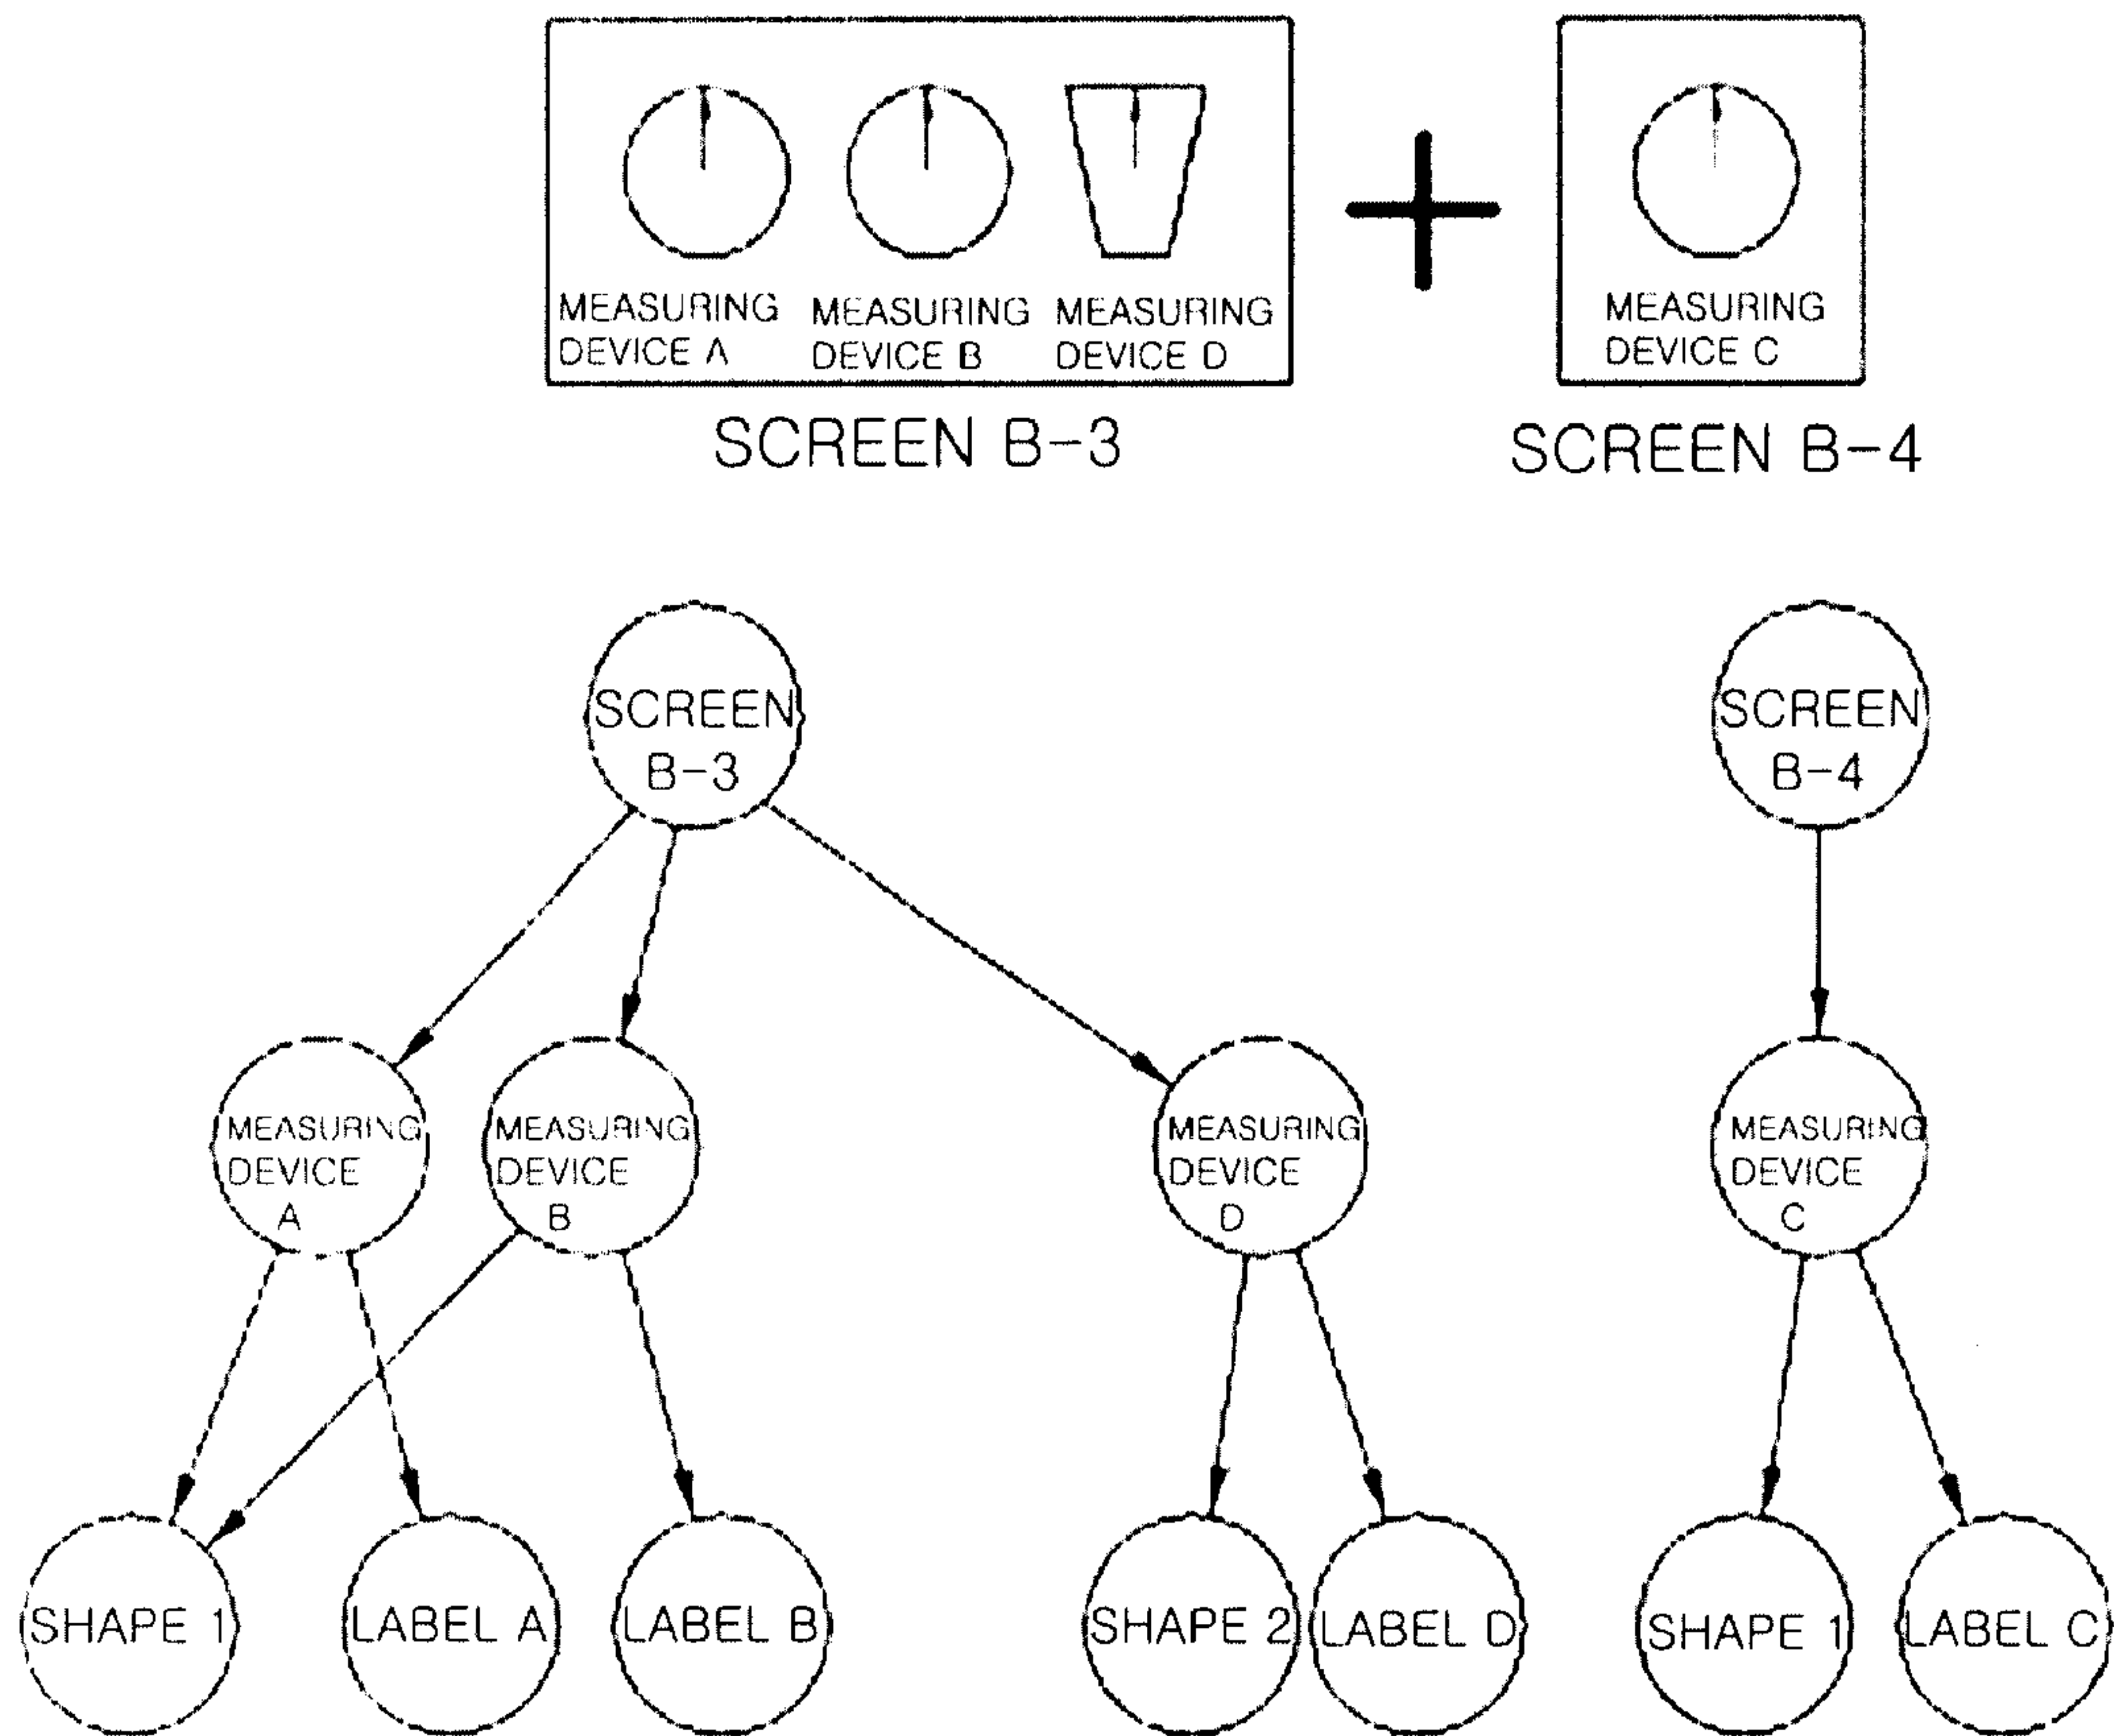 MEASURING
DEVICE A
MEASURING
DEVICE B
MEASURING
DEVICE D
MEASURING
DEVICE C
SCREEN B-3
SCREEN B-4
SCREEN
B-3
SCREEN
B-4
MEASURING
DEVICE
A
MEASURING
DEVICE
B
MEASURING
DEVICE
D
MEASURING
DEVICE
C
SHAPE 1
LABEL A
LABEL B
SHAPE 2
LABEL D
SHAPE 1
LABEL C